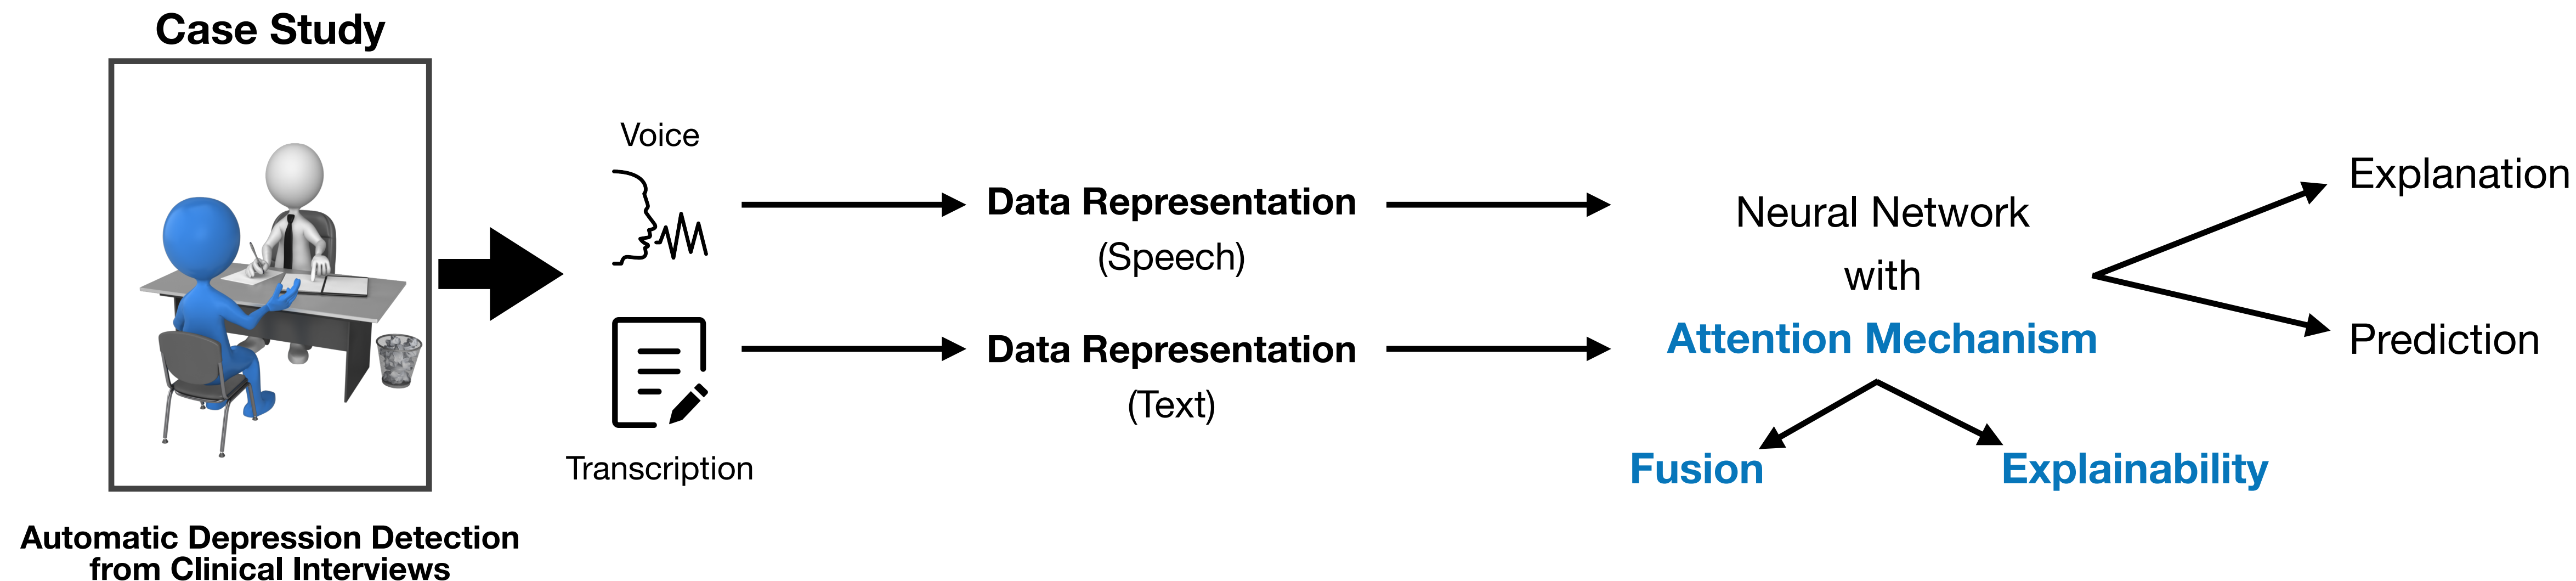 Case Study
Automatic Depression Detection
from Clinical Interviews
Voice
Transcription
Data Representation
(Speech)
Data Representation
(Text)
Neural Network
with
Attention Mechanism
Fusion
Explainability
Explanation
Prediction